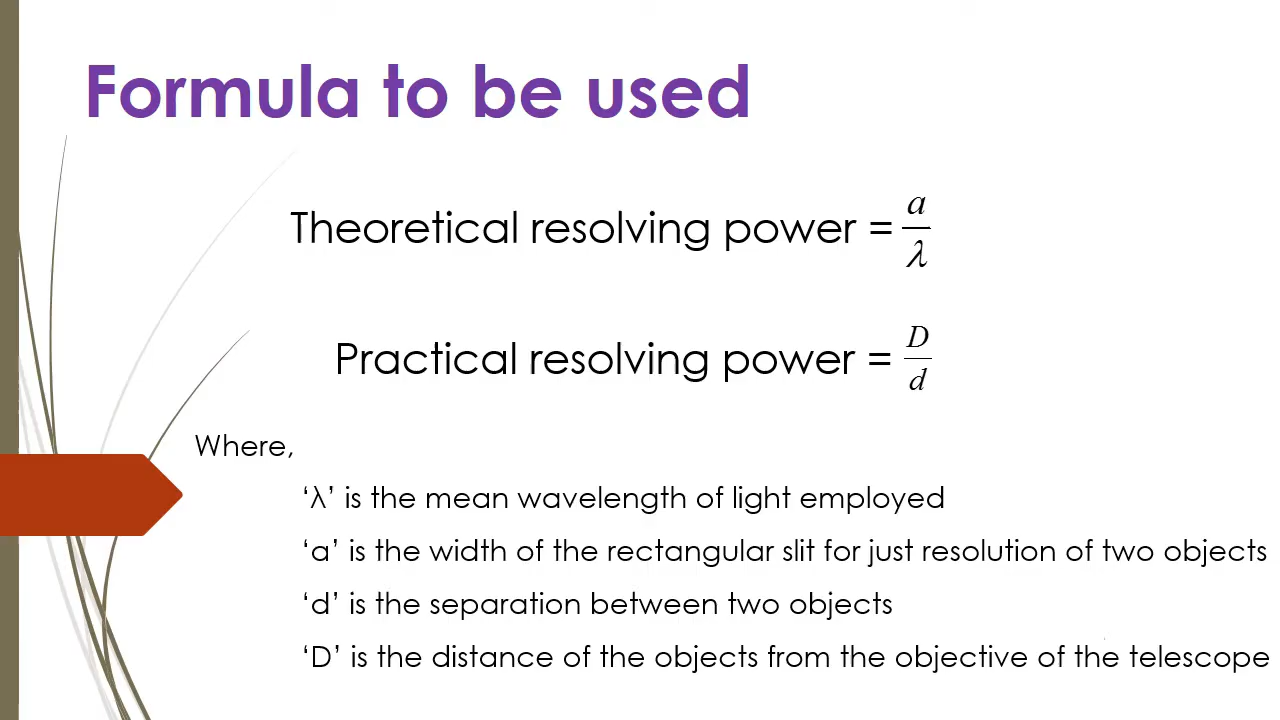 Formula to be used
Theoretical resolving power = a/λ
Practical resolving power = D/d
Where,
‘λ’ is the mean wavelength of light employed
‘a’ is the width of the rectangular slit for just resolution of two objects
‘d’ is the separation between two objects
‘D’ is the distance of the objects from the objective of the telescope